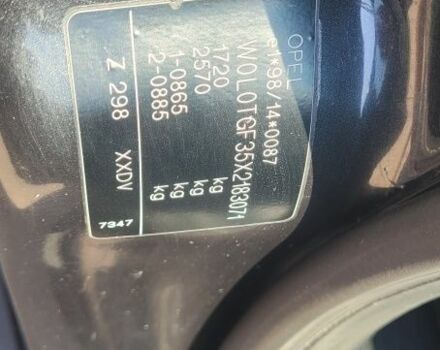 OPEL
e1*98/14*0087
W0L0TGF35X2183071
1720 kg
2570 kg
1-0865 kg
2-0885 kg
Z 298 XXDV
7347